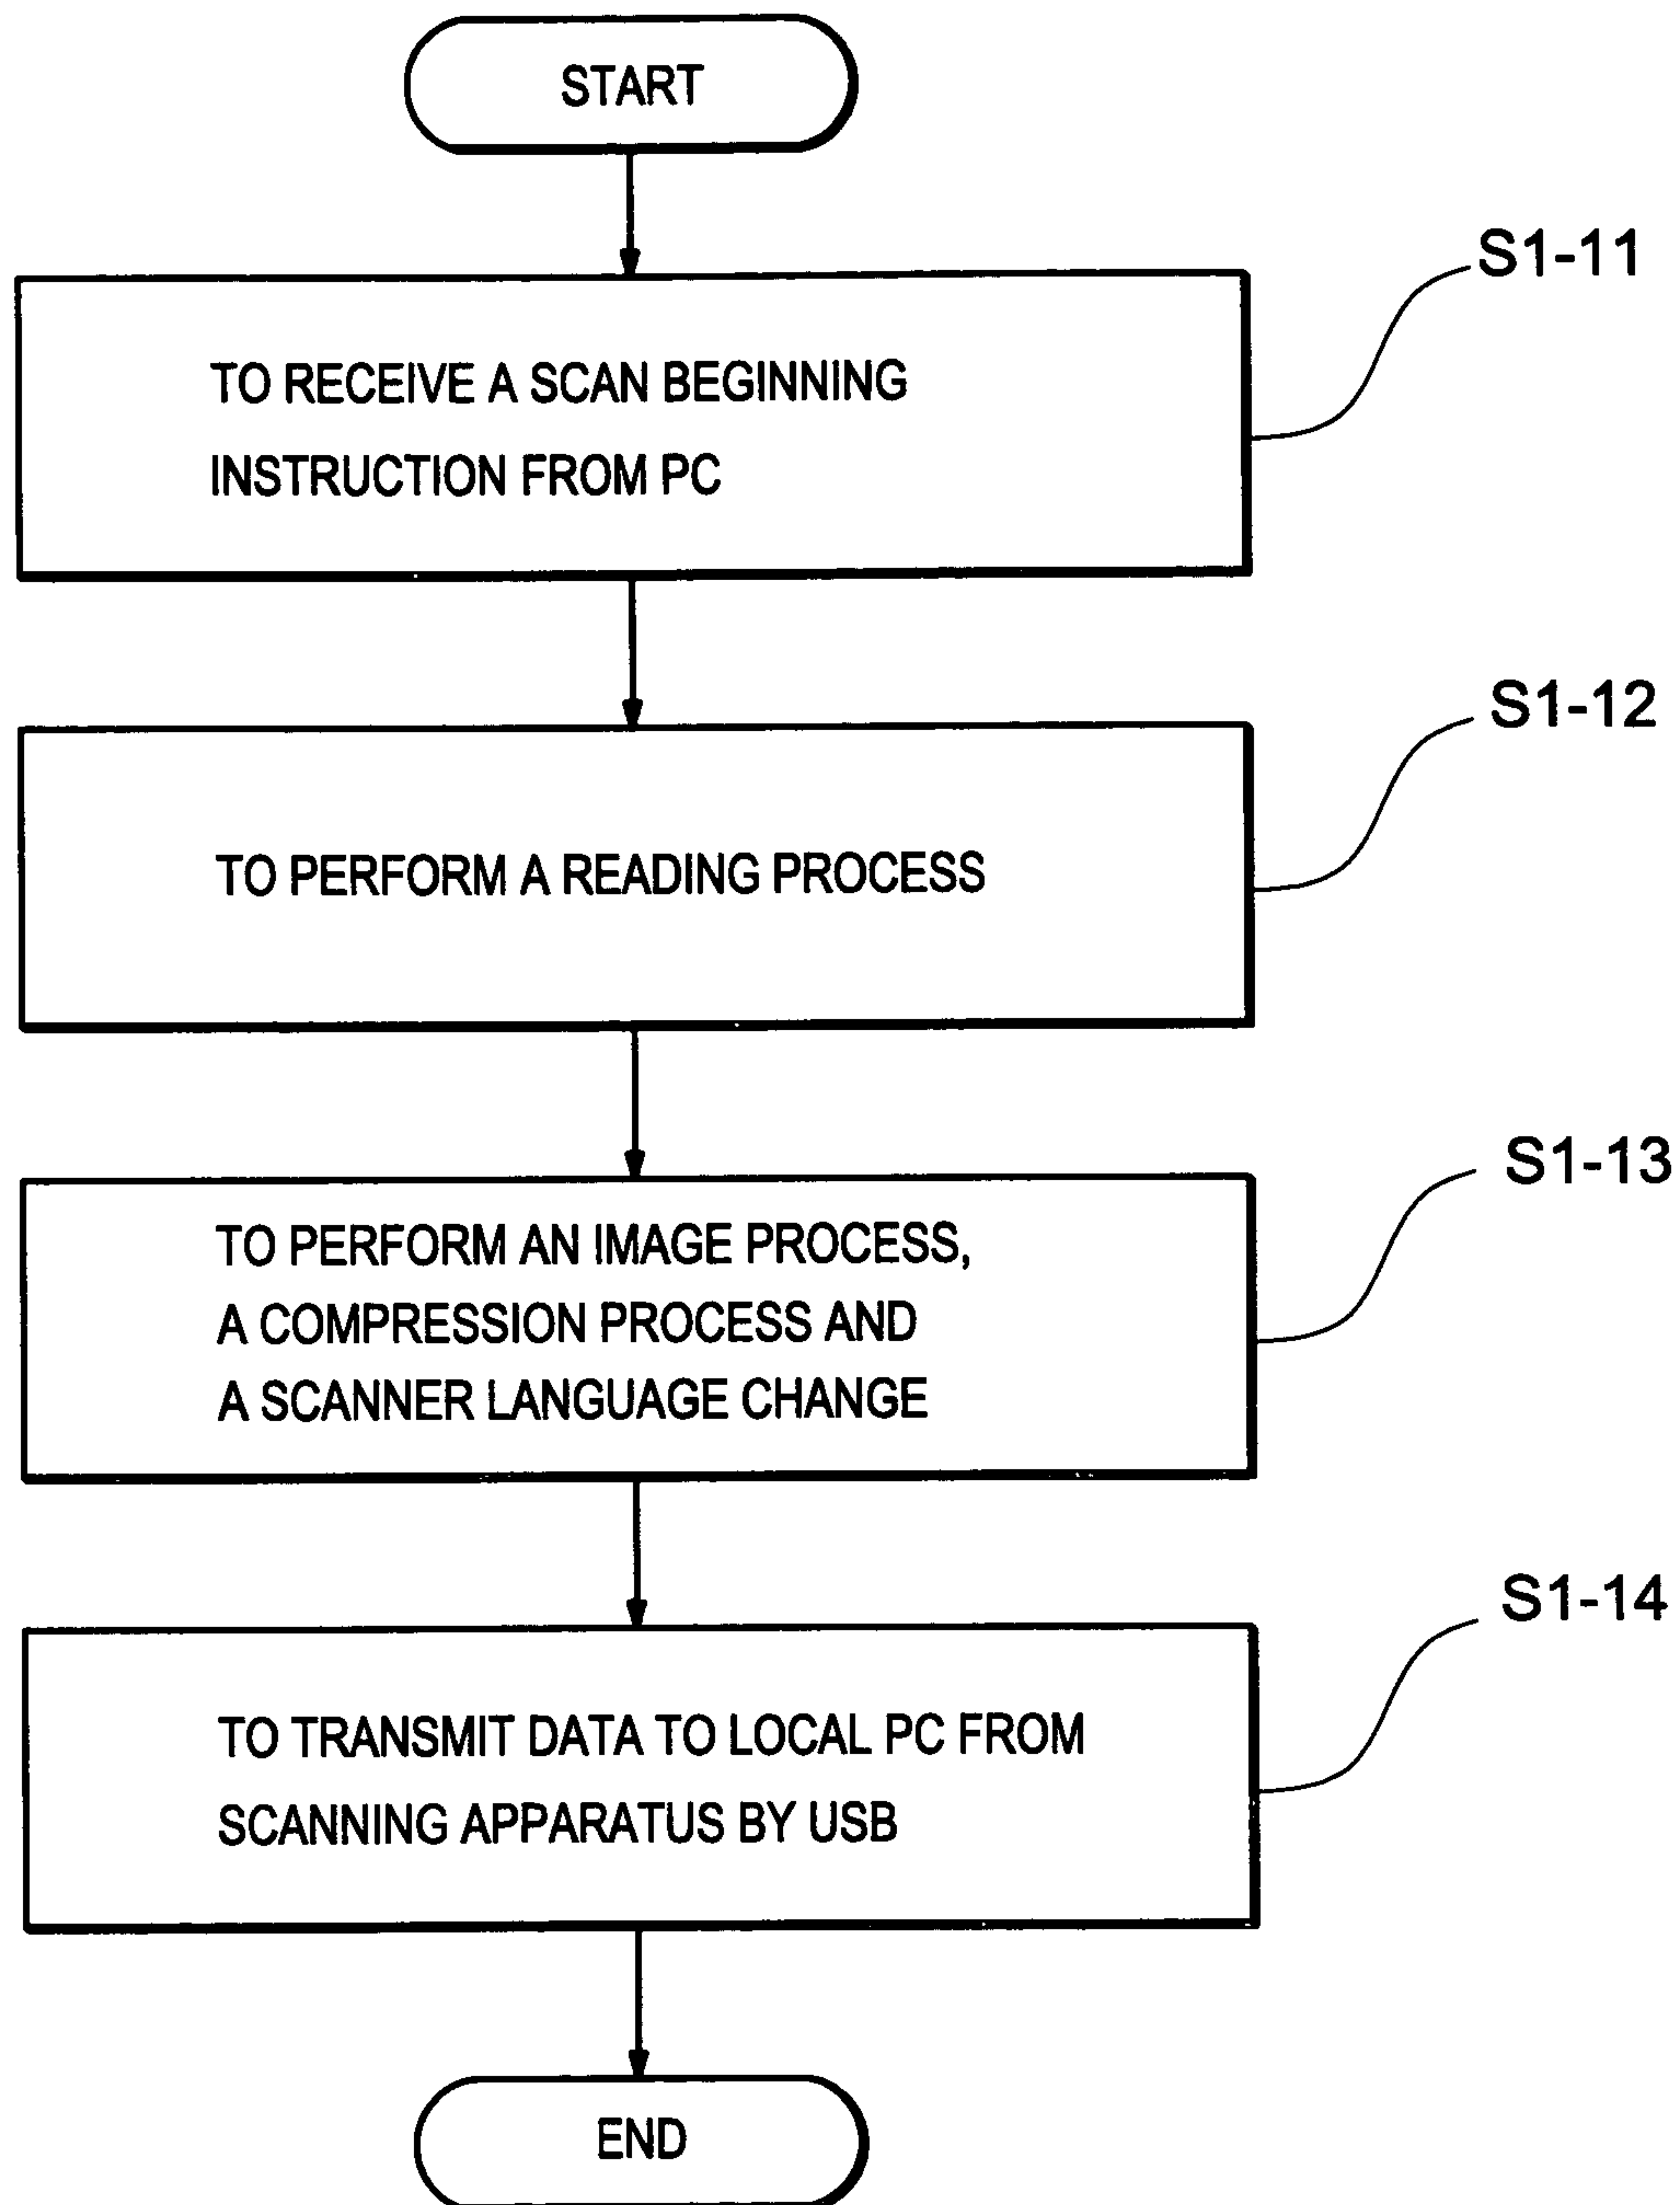 START
S1-11
TO RECEIVE A SCAN BEGINNING
INSTRUCTION FROM PC
S1-12
TO PERFORM A READING PROCESS
S1-13
TO PERFORM AN IMAGE PROCESS,
A COMPRESSION PROCESS AND
A SCANNER LANGUAGE CHANGE
S1-14
TO TRANSMIT DATA TO LOCAL PC FROM
SCANNING APPARATUS BY USB
END